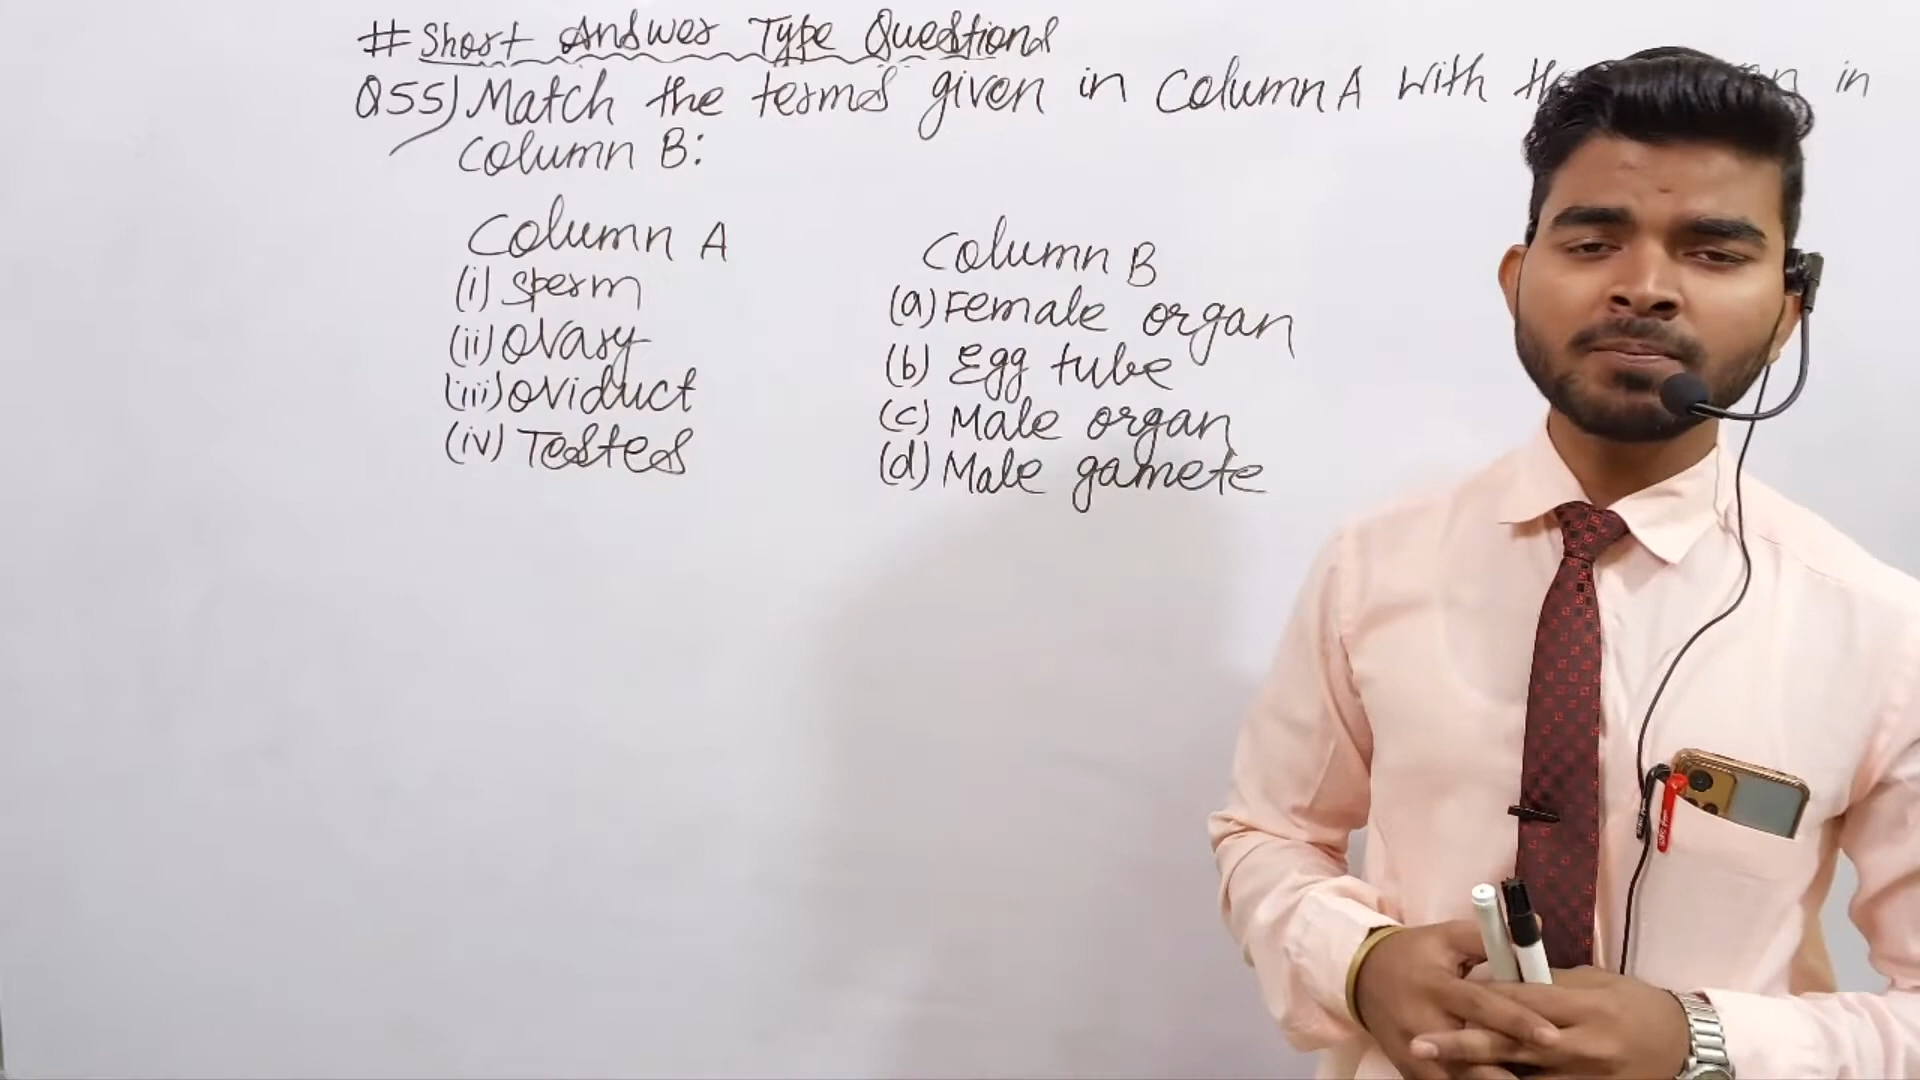 # Short Answer Type Questions
Q55) Match the terms given in Column A with in
column B:
Column A
(i) Sperm
(ii) Ovary
(iii) Oviduct
(iv) Testes
Column B
(a) Female organ
(b) Egg tube
(c) Male organ
(d) Male gamete